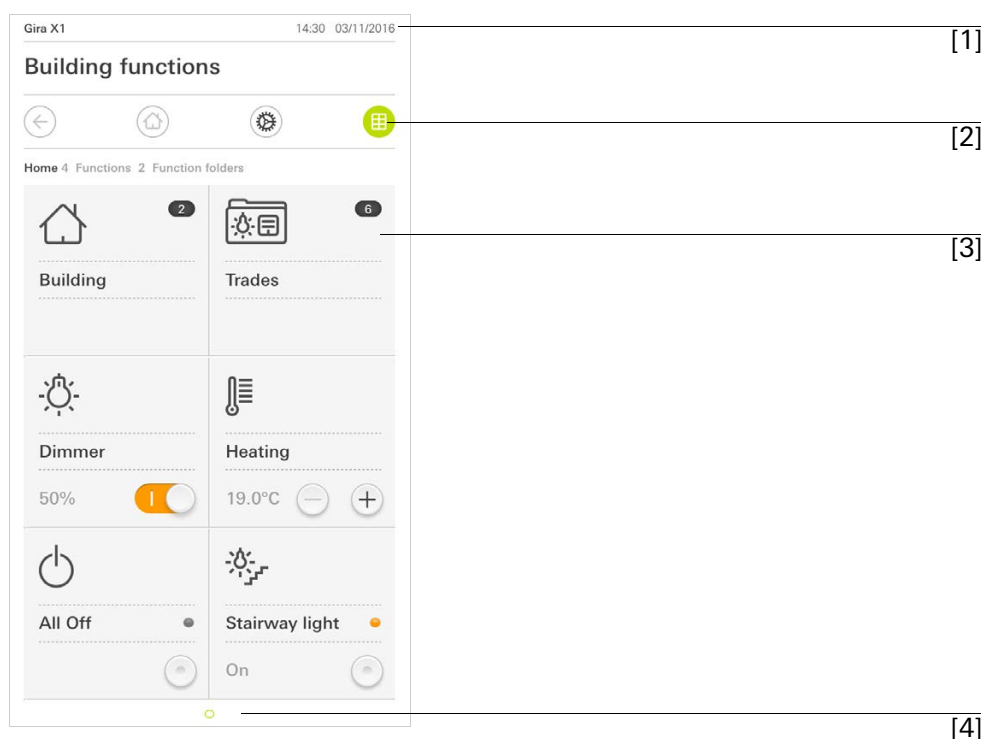 Gira X1 14:30 03/11/2016
[1]
Building functions
[2]
Home 4 Functions 2 Function folders
2 6
[3]
Building Trades
Dimmer Heating
50% 19.0°C
All Off Stairway light
On
[4]